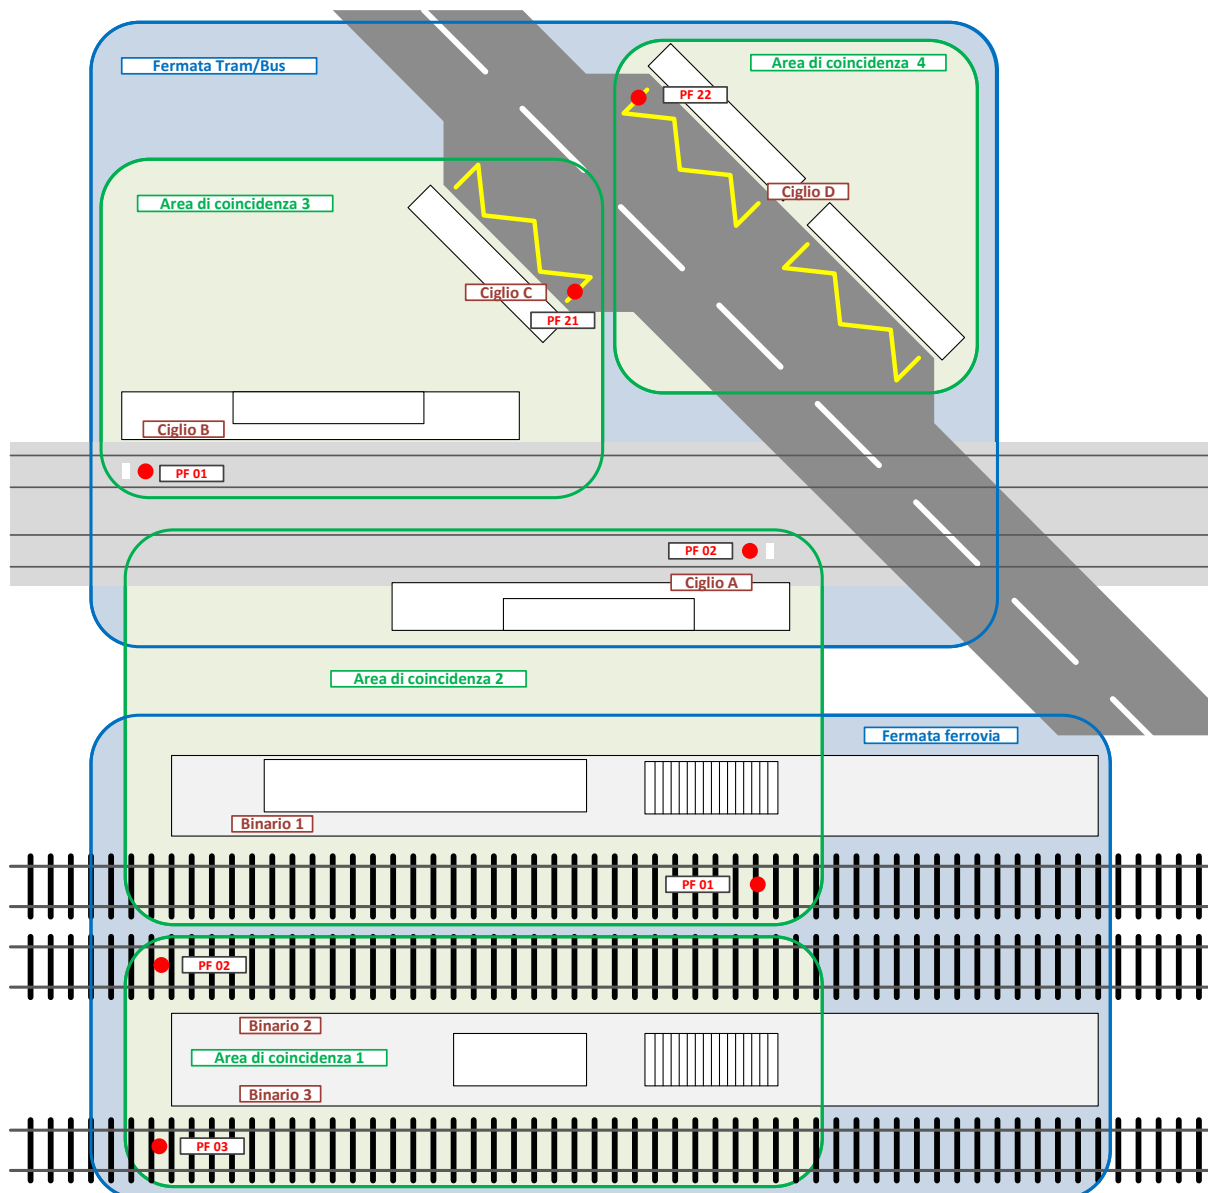 Fermata Tram/Bus
Area di coincidenza 4
PF 22
Ciglio D
Area di coincidenza 3
Ciglio C
PF 21
Ciglio B
PF 01
PF 02
Ciglio A
Area di coincidenza 2
Fermata ferrovia
Binario 1
PF 01
PF 02
Binario 2
Area di coincidenza 1
Binario 3
PF 03